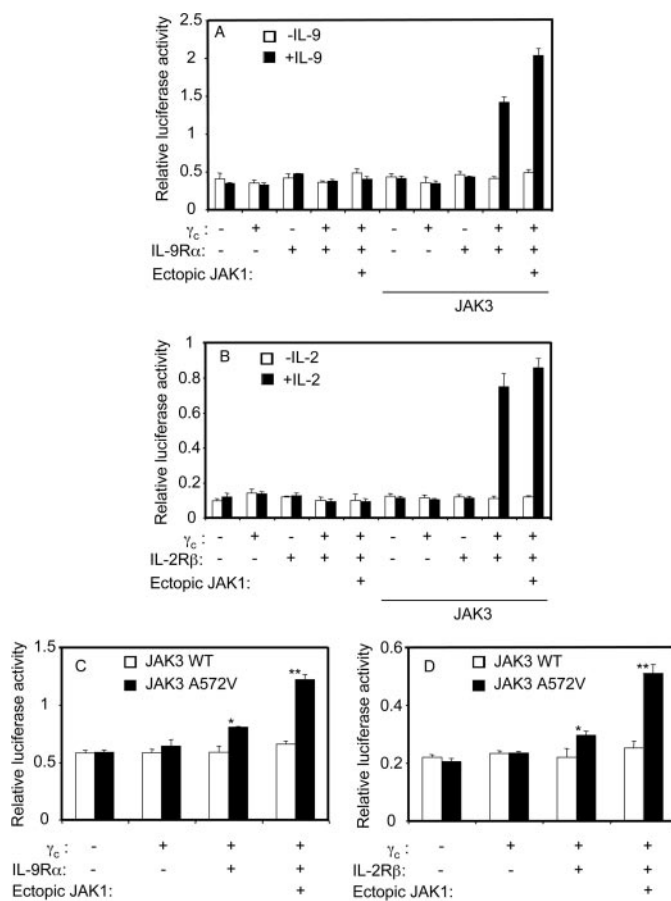 A
-IL-9
+IL-9
Relative luciferase activity
2.5
2
1.5
1
0.5
0
γc : - + - + + - + - + +
IL-9Rα: - - + + + - - + + +
Ectopic JAK1: + +
JAK3
B
-IL-2
+IL-2
Relative luciferase activity
1
0.8
0.6
0.4
0.2
0
γc : - + - + + - + - + +
IL-2Rβ: - - + + + - - + + +
Ectopic JAK1: + +
JAK3
C
JAK3 WT
JAK3 A572V
Relative luciferase activity
1.5
1
0.5
0
*
**
γc : - + + +
IL-9Rα: - - + +
Ectopic JAK1: +
D
JAK3 WT
JAK3 A572V
Relative luciferase activity
0.6
0.4
0.2
0
*
**
γc : - + + +
IL-2Rβ: - - + +
Ectopic JAK1: +